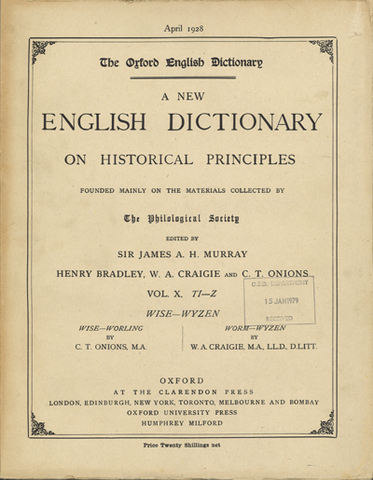 April 1928
The Oxford English Dictionary
A NEW
ENGLISH DICTIONARY
ON HISTORICAL PRINCIPLES
FOUNDED MAINLY ON THE MATERIALS COLLECTED BY
The Philological Society
EDITED BY
SIR JAMES A. H. MURRAY
HENRY BRADLEY, W. A. CRAIGIE AND C. T. ONIONS
VOL. X. TI—Z
WISE—WYZEN
WISE—WORLING
BY
C. T. ONIONS, M.A.
WORM—WYZEN
BY
W. A. CRAIGIE, M.A., LL.D., D.LITT.
O.E.D. DEPARTMENT
15 JAN 1979
RECEIVED
OXFORD
AT THE CLARENDON PRESS
LONDON, EDINBURGH, NEW YORK, TORONTO, MELBOURNE AND BOMBAY
OXFORD UNIVERSITY PRESS
HUMPHREY MILFORD
Price Twenty Shillings net